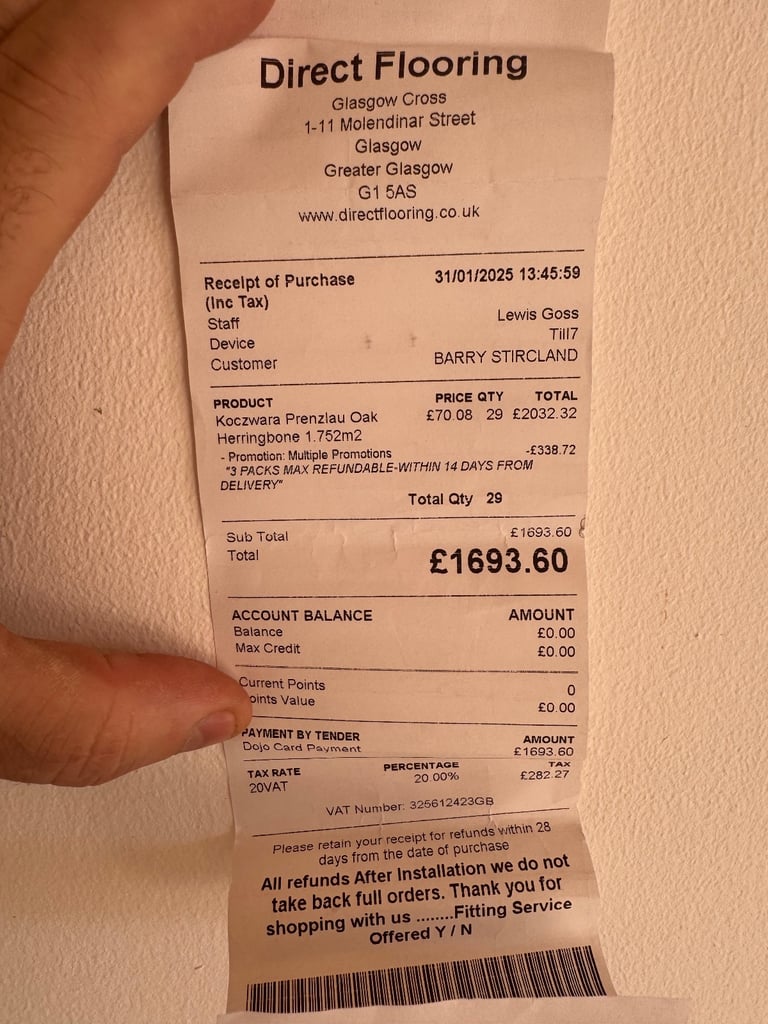 Direct Flooring
Glasgow Cross
1-11 Molendinar Street
Glasgow
Greater Glasgow
G1 5AS
www.directflooring.co.uk
Receipt of Purchase 31/01/2025 13:45:59
(Inc Tax)
Staff Lewis Goss
Device Till7
Customer BARRY STIRCLAND
PRODUCT PRICE QTY TOTAL
Koczwara Prenzlau Oak £70.08 29 £2032.32
Herringbone 1.752m2
- Promotion: Multiple Promotions -£338.72
"3 PACKS MAX REFUNDABLE-WITHIN 14 DAYS FROM
DELIVERY"
Total Qty 29
Sub Total £1693.60
Total £1693.60
ACCOUNT BALANCE AMOUNT
Balance £0.00
Max Credit £0.00
Current Points 0
oints Value £0.00
PAYMENT BY TENDER AMOUNT
Dojo Card Payment £1693.60
TAX RATE PERCENTAGE TAX
20VAT 20.00% £282.27
VAT Number: 325612423GB
Please retain your receipt for refunds within 28
days from the date of purchase
All refunds After Installation we do not
take back full orders. Thank you for
shopping with us ........Fitting Service
Offered Y / N